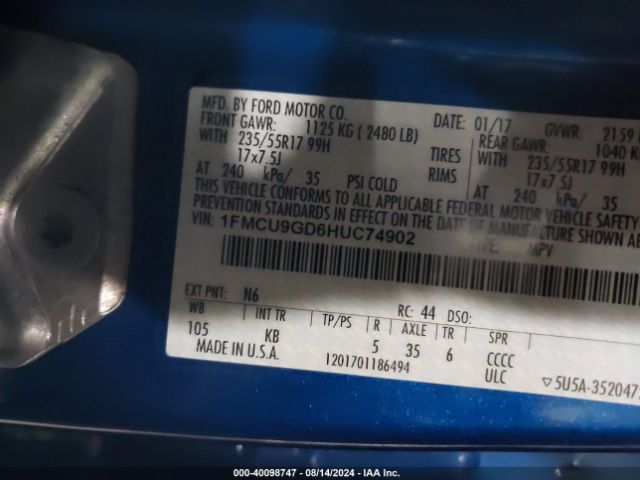 MFD. BY FORD MOTOR CO. DATE: 01/17 GVWR: 2159
FRONT GAWR: 1125 KG ( 2480 LB) REAR GAWR: 1040 K
WITH 235/55R17 99H TIRES WITH 235/55R17 99H
17x7.5J RIMS 17x7.5J
AT 240 kPa/ 35 PSI COLD AT 240 kPa/ 35
THIS VEHICLE CONFORMS TO ALL APPLICABLE FEDERAL MOTOR VEHICLE
PREVENTION STANDARDS IN EFFECT ON THE DATE OF MANUFACTURE SHOWN ABO
VIN: 1FMCU9GD6HUC74902 TYPE: MPV
EXT PNT: N6 RC: 44 DSO:
WB INT TR TP/PS R AXLE TR SPR
105 KB 5 35 6 CCCC
MADE IN U.S.A. 1201701186494 ULC ▽5U5A-352047
000-40098747 - 08/14/2024 - IAA Inc.